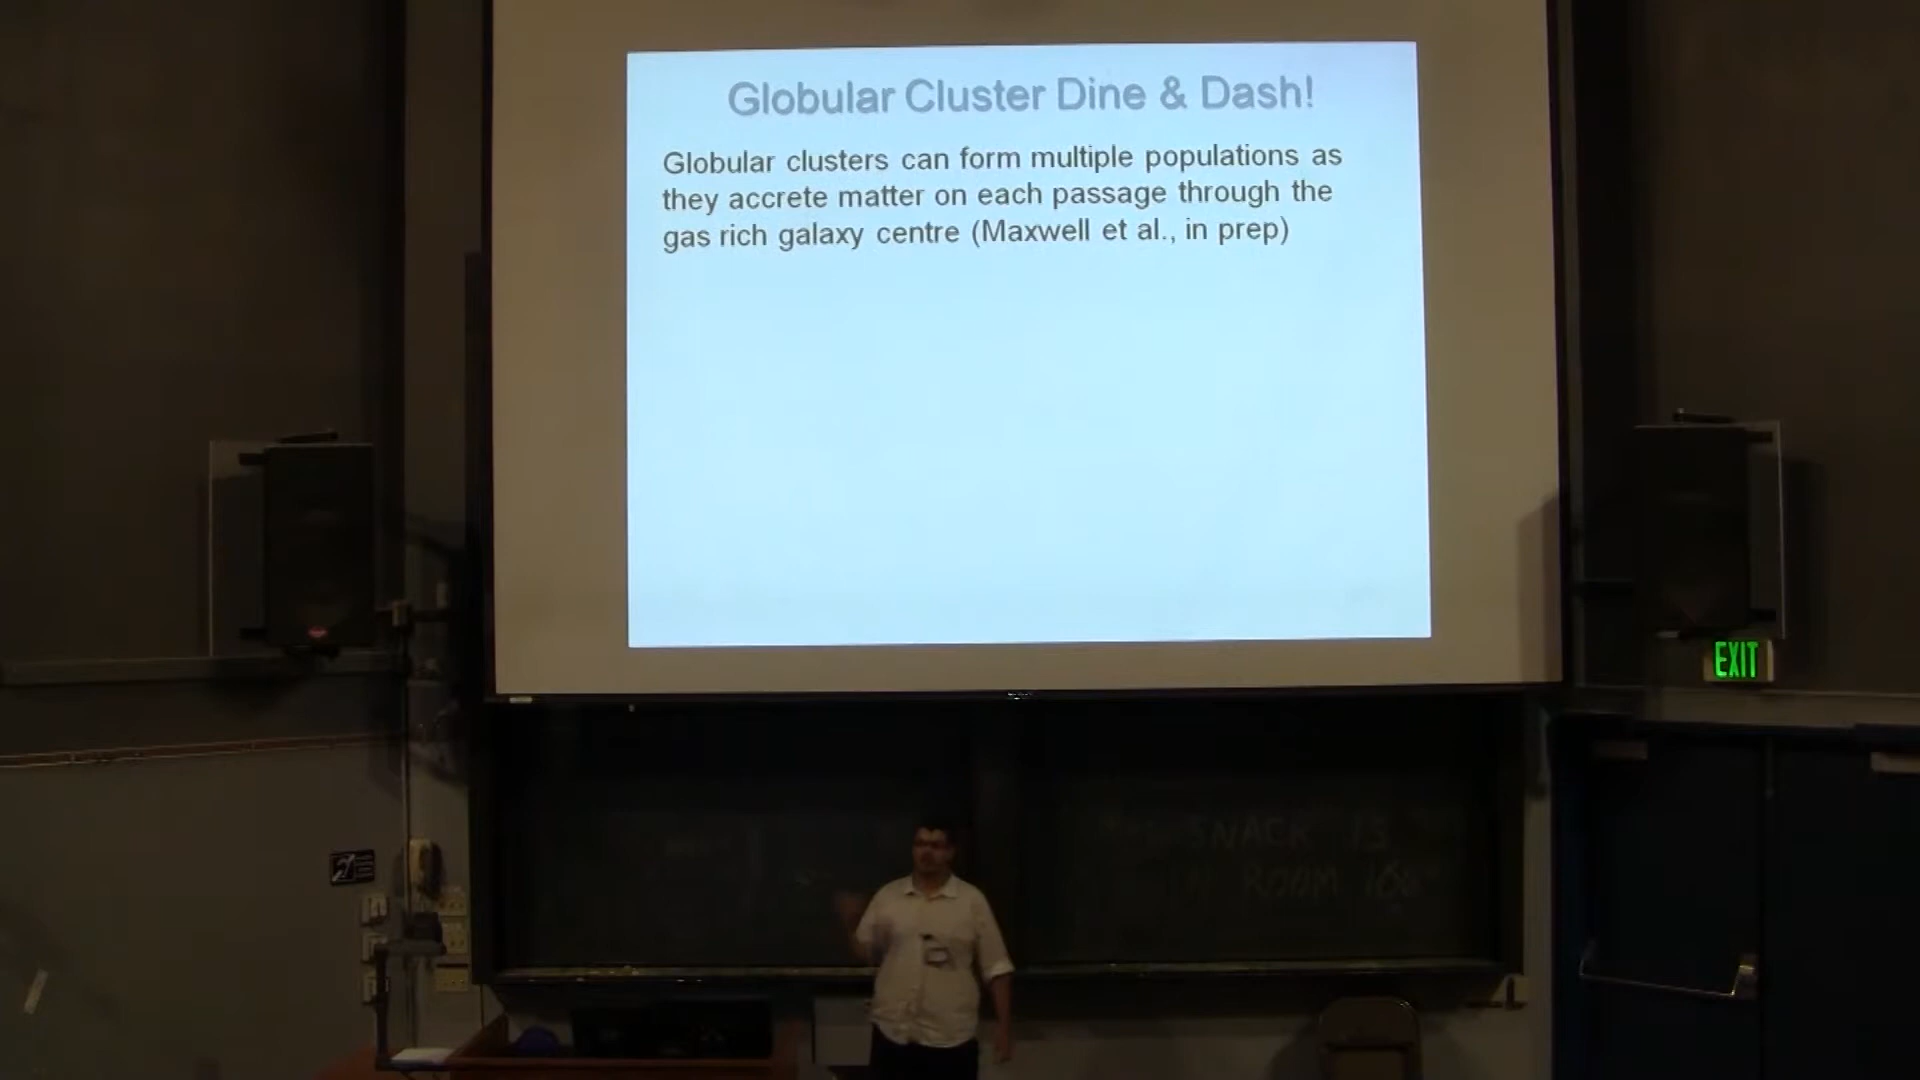 Globular Cluster Dine & Dash!
Globular clusters can form multiple populations as
they accrete matter on each passage through the
gas rich galaxy centre (Maxwell et al., in prep)
EXIT
SNACK IS
IN ROOM